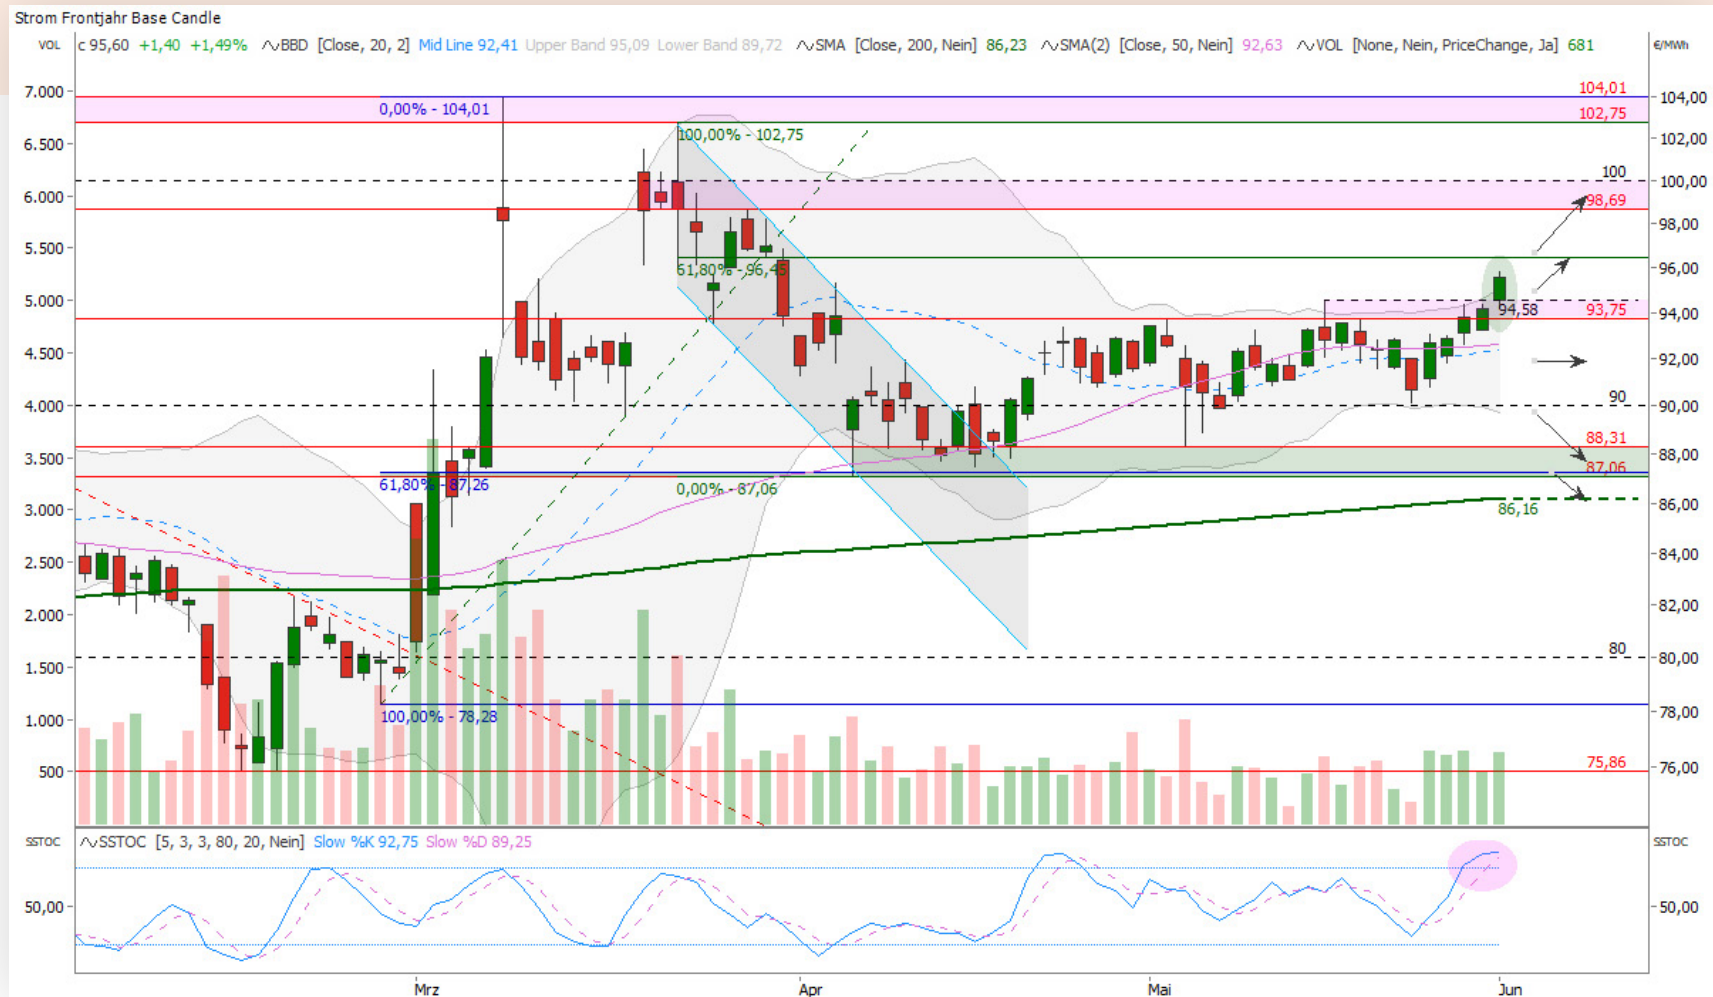 Strom Frontjahr Base Candle
VOL c 95,60 +1,40 +1,49% BBD [Close, 20, 2] Mid Line 92,41 Upper Band 95,09 Lower Band 89,72 SMA [Close, 200, Nein] 86,23 SMA(2) [Close, 50, Nein] 92,63 VOL [None, Nein, PriceChange, Ja] 681 €/MWh
7.000 0,00% - 104,01 104,01 104,00
102,75
100,00% - 102,75 102,00
6.500
100 100,00
6.000 98,69
98,00
5.500
61,80% - 96,45 96,00
5.000
94,58 93,75 94,00
4.500 92,00
4.000 90 90,00
88,31
3.500 88,00
61,80% - 87,26 0,00% - 87,06 87,06
3.000 86,16 86,00
2.500 84,00
2.000 82,00
1.500 80 80,00
1.000 100,00% - 78,28 78,00
500 75,86 76,00
SSTOC SSTOC [5, 3, 3, 80, 20, Nein] Slow %K 92,75 Slow %D 89,25 SSTOC
50,00 50,00
Mrz Apr Mai Jun